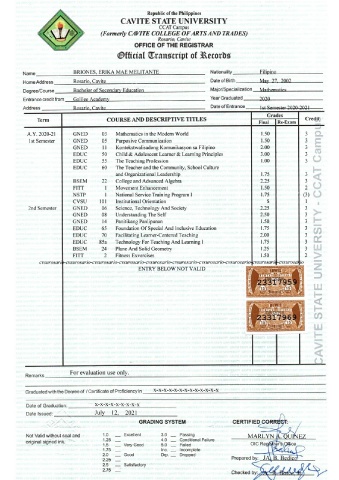 Republic of the Philippines
CAVITE STATE UNIVERSITY
CCAT Campus
(Formerly CAVITE COLLEGE OF ARTS AND TRADES)
Rosario, Cavite
OFFICE OF THE REGISTRAR
Official Transcript of Records
Name BRIONES, ERIKA MAE MELITANTE Nationality Filipino
Home Address Rosario, Cavite Date of Birth May 27, 2002
Degree/Course Bachelor of Secondary Education Major/Specialization Mathematics
Entrance credit from Academy Year Graduated 2020
Address Rosario, Cavite Date of Entrance 1st Semester 2020-2021
Term COURSE AND DESCRIPTIVE TITLES Grades Credit
Final Re-Exam
A.Y. 2020-21 GNED 03 Mathematics in the Modern World 1.50 3
1st Semester GNED 05 Purposive Communication 1.50 3
GNED 11 Kontekstwalisadong Komunikasyon sa Filipino 2.00 3
EDUC 50 Child & Adolescent Learner & Learning Principles 2.00 3
EDUC 55 The Teaching Profession 1.00 3
EDUC 60 The Teacher and the Community, School Culture
and Organizational Leadership 1.75 3
BSEM 22 College and Advanced Algebra 2.25 3
FITT 1 Movement Enhancement 1.50 2
NSTP 1 National Service Training Program I 1.75 3
CVSU 101 Institutional Orientation S 1
2nd Semester GNED 06 Science, Technology And Society 2.25 3
GNED 08 Understanding The Self 2.50 3
GNED 14 Panitikang Panlipunan 1.50 3
EDUC 65 Foundation Of Special And Inclusive Education 1.75 3
EDUC 70 Facilitating Learner-Centered Teaching 2.00 3
EDUC 85a Technology For Teaching And Learning I 1.75 3
BSEM 24 Plane And Solid Geometry 1.25 3
FITT 2 Fitness Exercises 1.50 2
ENTRY BELOW NOT VALID
23317959
23317969
CAVITE STATE UNIVERSITY - CCAT Campus
Remarks For evaluation use only.
Graduated with the Degree of / Certificate of Proficiency in x-x-x-x-x-x-x-x-x-x-x
Date of Graduation: x-x-x-x-x-x-x-x
Date Issued: July 12, 2021
GRADING SYSTEM CERTIFIED CORRECT:
Not Valid without seal and
original signed ink.
1.0 Excellent 3.0 Passing
1.25 4.0 Conditional Failure
1.5 Very Good 5.0 Failed
1.75 Inc. Incomplete
2.0 Good Drp. Dropped
2.25
2.5 Satisfactory
2.75
MARLYN A. QUINEZ
OIC Registrar's Office
Prepared by:
Checked by: